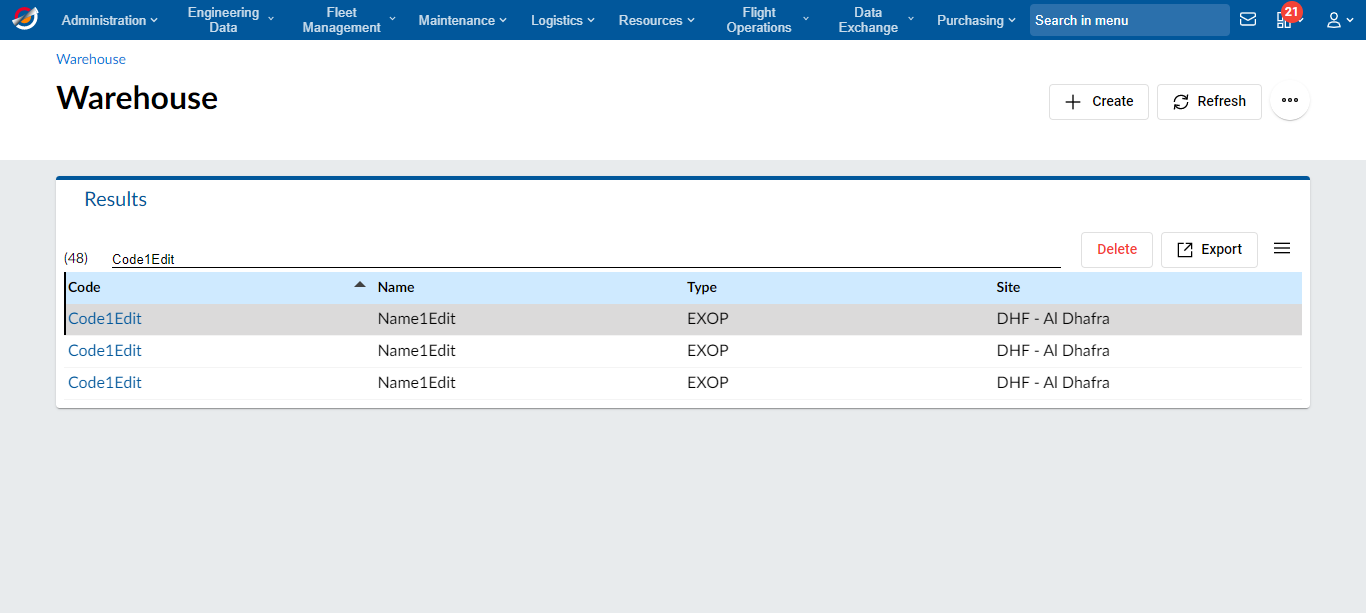 Administration
Engineering
Data
Fleet
Management
Maintenance
Logistics
Resources
Flight
Operations
Data
Exchange
Purchasing
Search in menu
21
Warehouse
Warehouse
Create
Refresh
Results
(48)
Code1Edit
Delete
Export
Code Name Type Site
Code1Edit Name1Edit EXOP DHF - Al Dhafra
Code1Edit Name1Edit EXOP DHF - Al Dhafra
Code1Edit Name1Edit EXOP DHF - Al Dhafra